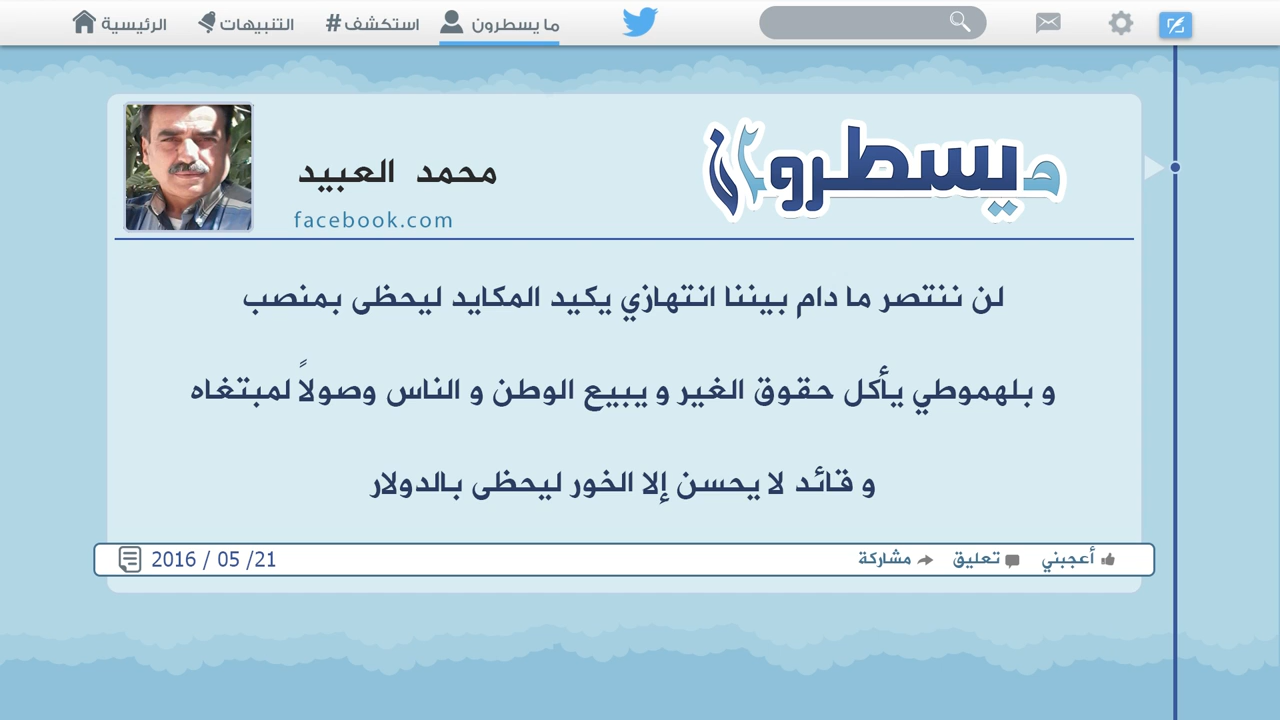 الرئيسية التنبيهات #استكشف ما يسطرون
ما يسطرون٢
محمد العبيد
facebook.com
لن ننتصر ما دام بيننا انتهازي يكيد المكايد ليحظى بمنصب
و بلهموطي يأكل حقوق الغير و يبيع الوطن و الناس وصولاً لمبتغاه
و قائد لا يحسن إلا الخور ليحظى بالدولار
أعجبني تعليق مشاركة
2016 / 05 /21